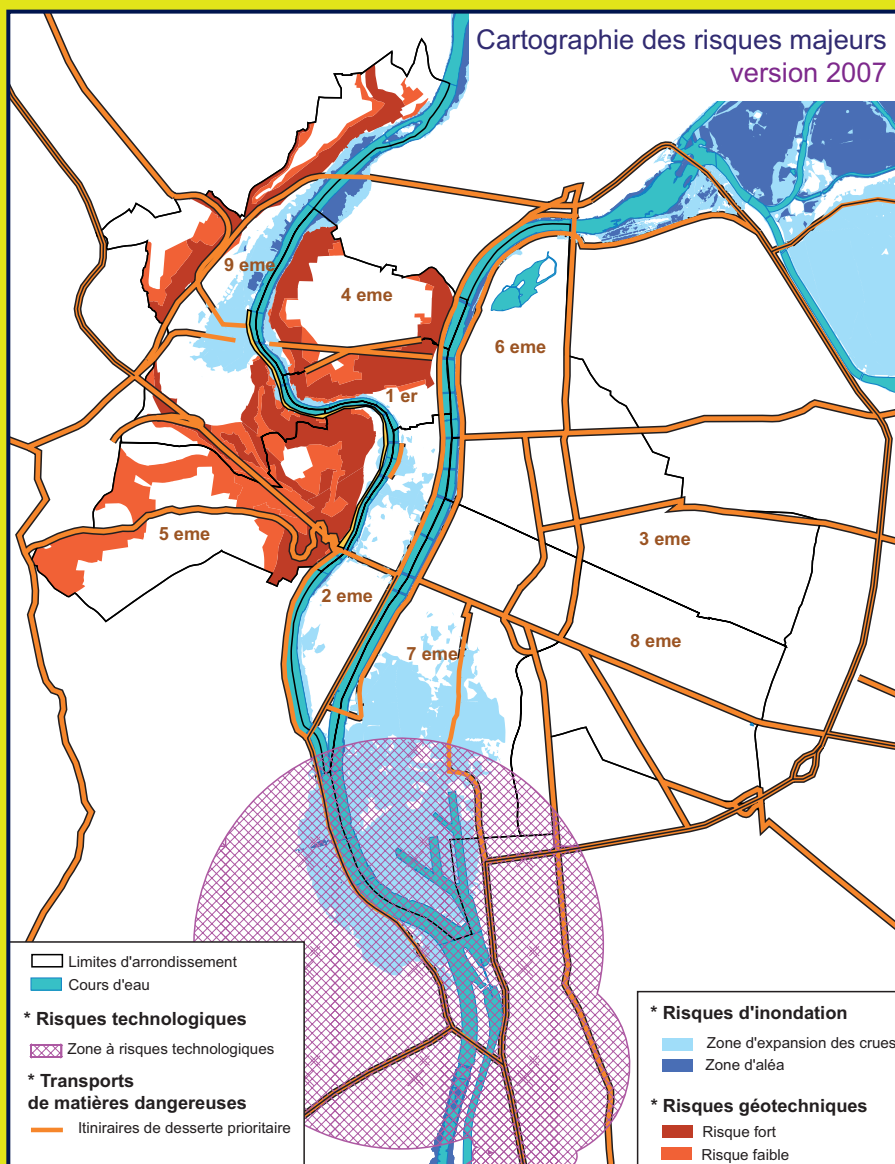 Cartographie des risques majeurs
version 2007
9 eme
4 eme
6 eme
1 er
5 eme
3 eme
2 eme
8 eme
7 eme
Limites d'arrondissement
Cours d'eau
* Risques technologiques
Zone à risques technologiques
* Transports
de matières dangereuses
Itiniraires de desserte prioritaire
* Risques d'inondation
Zone d'expansion des crues
Zone d'aléa
* Risques géotechniques
Risque fort
Risque faible